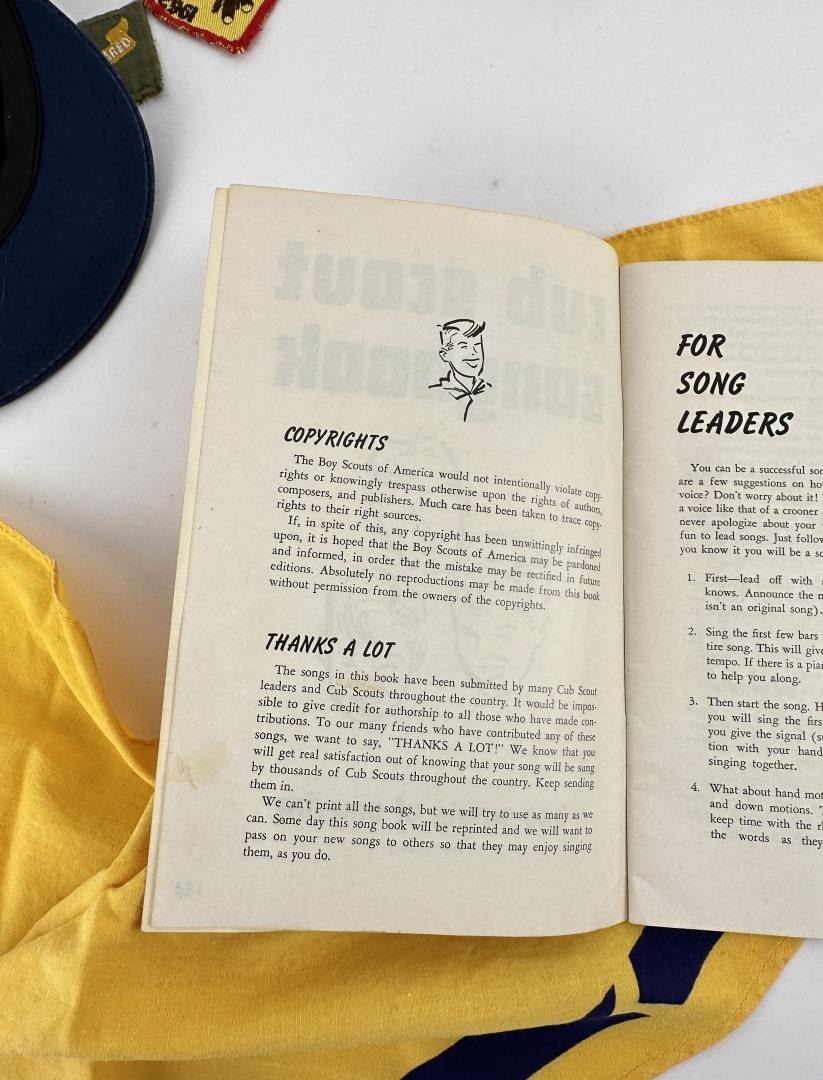 ARED
COPYRIGHTS
The Boy Scouts of America would not intentionally violate copy-
rights or knowingly trespass otherwise upon the rights of authors,
composers, and publishers. Much care has been taken to trace copy-
rights to their right sources.
If, in spite of this, any copyright has been unwittingly infringed
upon, it is hoped that the Boy Scouts of America may be pardoned
and informed, in order that the mistake may be rectified in future
editions. Absolutely no reproductions may be made from this book
without permission from the owners of the copyrights.
THANKS A LOT
The songs in this book have been submitted by many Cub Scout
leaders and Cub Scouts throughout the country. It would be impos-
sible to give credit for authorship to all those who have made con-
tributions. To our many friends who have contributed any of these
songs, we want to say, "THANKS A LOT!" We know that you
will get real satisfaction out of knowing that your song will be sung
by thousands of Cub Scouts throughout the country. Keep sending
them in.
We can't print all the songs, but we will try to use as many as we
can. Some day this song book will be reprinted and we will want to
pass on your new songs to others so that they may enjoy singing
them, as you do.
FOR
SONG
LEADERS
You can be a successful
are a few suggestions on
voice? Don't worry about it!
a voice like that of a crooner
never apologize about your
fun to lead songs. Just follow
you know it you will be a
1. First—lead off with
knows. Announce the
isn't an original song).
2. Sing the first few bars
tire song. This will give
tempo. If there is a
to help you along.
3. Then start the song.
you will sing the
you give the signal
tion with your hand
singing together.
4. What about hand
and down motions.
keep time with the
the words as they